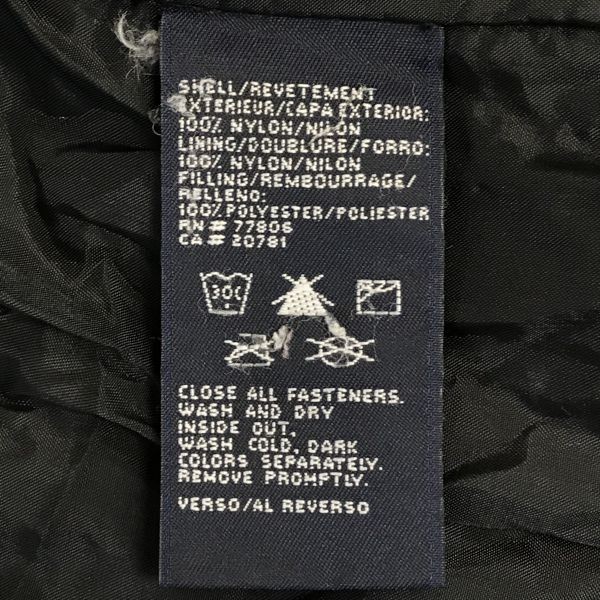 SHELL/REVETEMENT
EXTERIEUR/CAPA EXTERIOR:
100% NYLON/NILON
LINING/DOUBLURE/FORRO:
100% NYLON/NILON
FILLING/REMBOURRAGE/
RELLENO:
100% POLYESTER/POLIESTER
RN# 77806
CA# 20781
30C
CLOSE ALL FASTENERS.
WASH AND DRY
INSIDE OUT.
WASH COLD, DARK
COLORS SEPARATELY.
REMOVE PROMPTLY.
VERSO/AL REVERSO